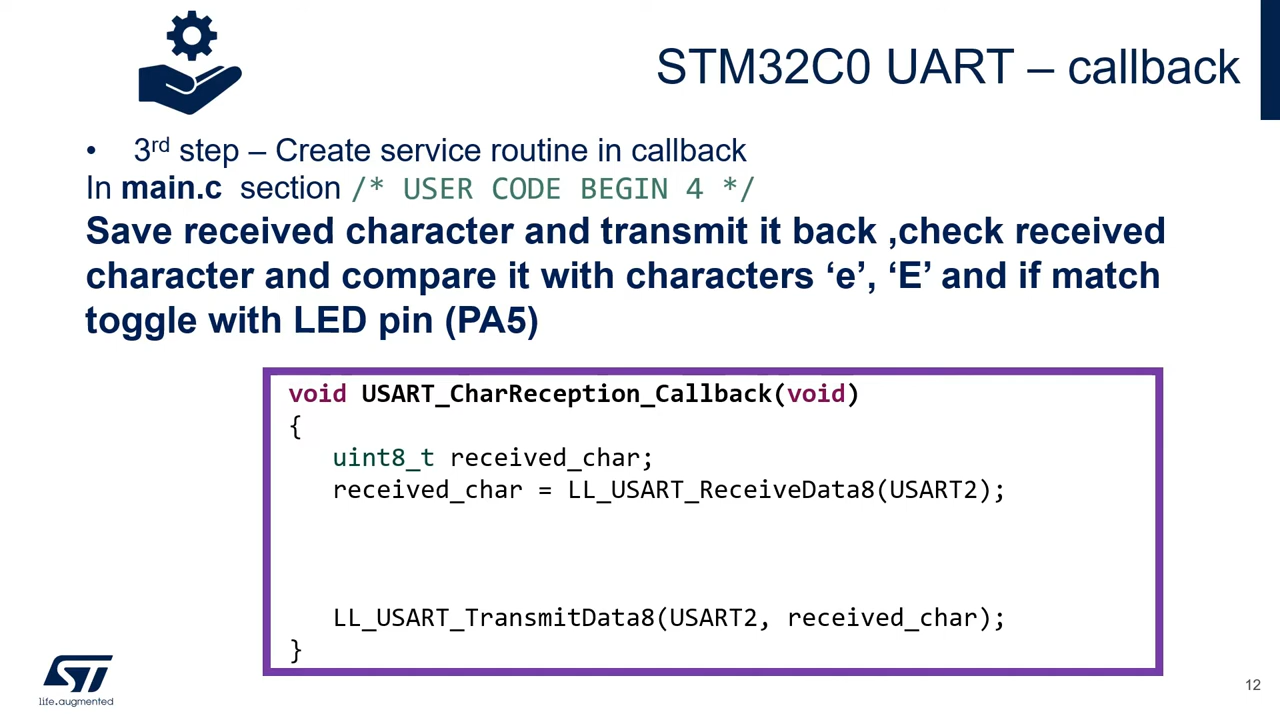 STM32C0 UART – callback
• 3rd step – Create service routine in callback
In main.c section /* USER CODE BEGIN 4 */
Save received character and transmit it back ,check received
character and compare it with characters ‘e’, ‘E’ and if match
toggle with LED pin (PA5)
void USART_CharReception_Callback(void)
{
uint8_t received_char;
received_char = LL_USART_ReceiveData8(USART2);
LL_USART_TransmitData8(USART2, received_char);
}
ST
life.augmented
12